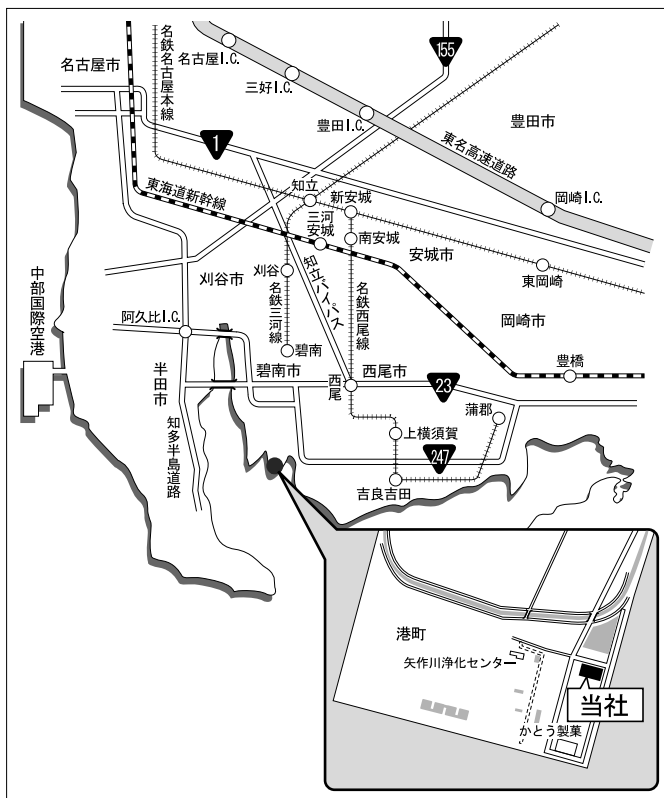 155
名古屋市
名鉄名古屋本線
名古屋I.C.
三好I.C.
豊田I.C.
豊田市
1
東名高速道路
岡崎I.C.
東海道新幹線
知立
新安城
三河
安城
南安城
安城市
東岡崎
刈谷
刈谷市
名鉄三河線
知立バイパス
名鉄西尾線
岡崎市
中部国際空港
阿久比I.C.
碧南
豊橋
半田市
碧南市
西尾
西尾市
23
蒲郡
知多半島道路
上横須賀
247
吉良吉田
港町
矢作川浄化センター
当社
かとう製菓